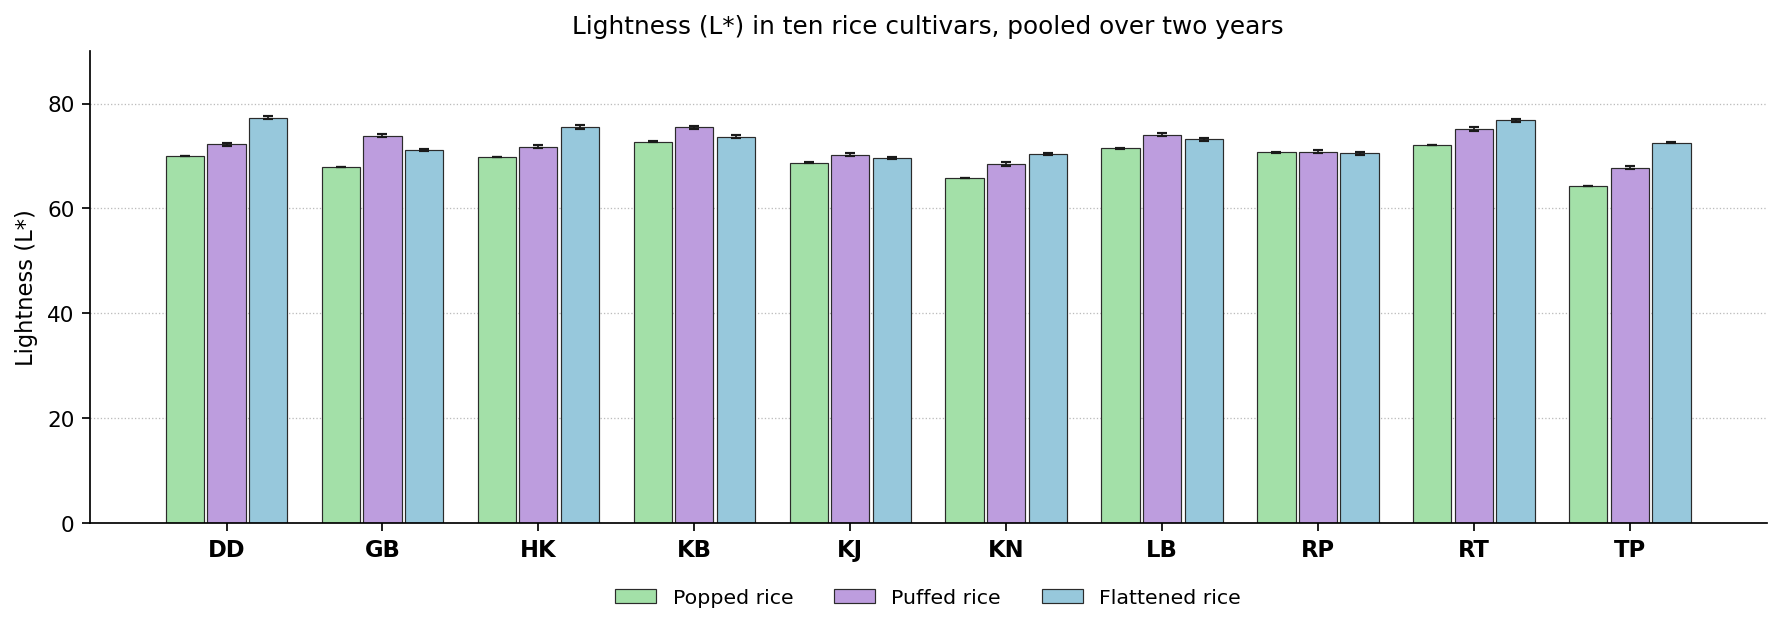 Lightness (L*) in ten rice cultivars, pooled over two years
Lightness (L*)
80
60
40
20
0
DD GB HK KB KJ KN LB RP RT TP
Popped rice Puffed rice Flattened rice